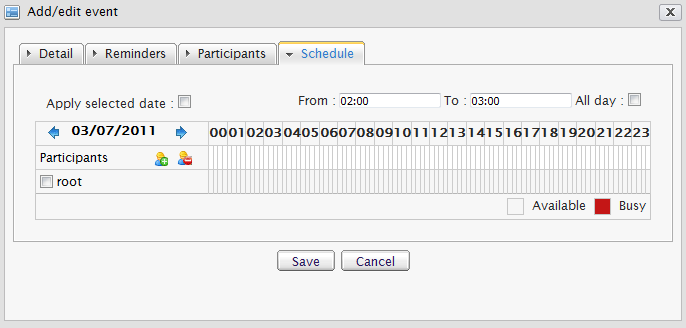 Add/edit event
Detail Reminders Participants Schedule
Apply selected date : From : 02:00 To : 03:00 All day :
03/07/2011 00 01 02 03 04 05 06 07 08 09 10 11 12 13 14 15 16 17 18 19 20 21 22 23
Participants
root
Available Busy
Save Cancel